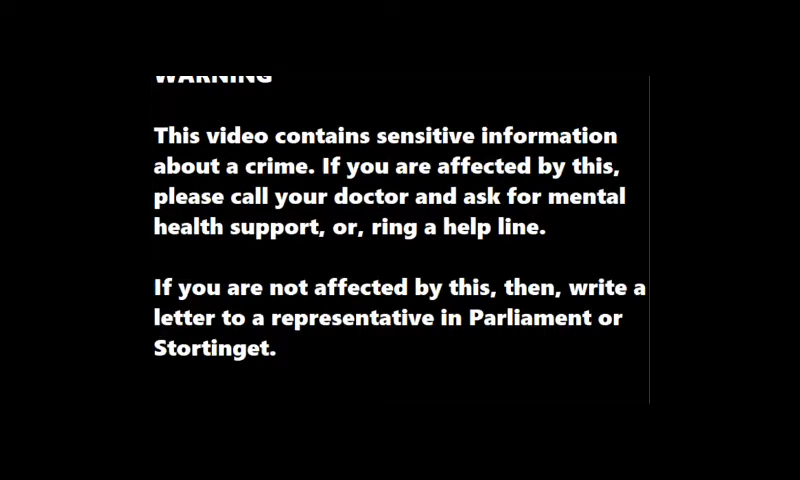 WARNING
This video contains sensitive information
about a crime. If you are affected by this,
please call your doctor and ask for mental
health support, or, ring a help line.
If you are not affected by this, then, write a
letter to a representative in Parliament or
Stortinget.